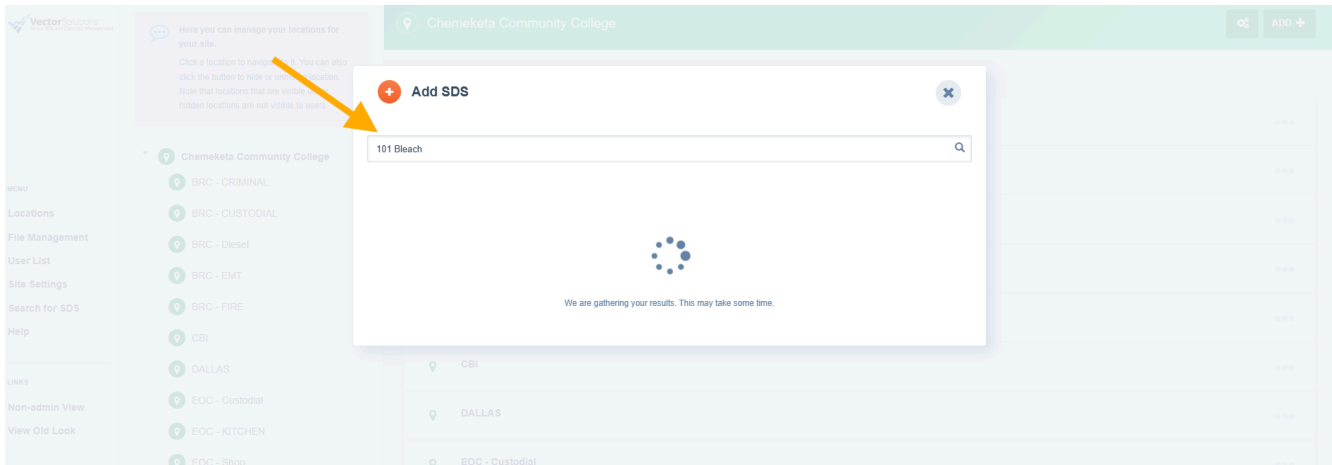 VectorSolutions
Here you can manage your locations for
your site.
Click a location to navigate to it. You can also
click the button to hide or unhide a location.
Note that locations that are visible
hidden locations are not visible to users
Chemeketa Community College
ADD +
Add SDS
101 Bleach
We are gathering your results. This may take some time.
MENU
Locations
File Management
User List
Site Settings
Search for SDS
Help
LINKS
Non-admin View
View Old Look
Chemeketa Community College
BRC - CRIMINAL
BRC - CUSTODIAL
BRC - Diesel
BRC - EMT
BRC - FIRE
CBI
DALLAS
EOC - Custodial
EOC - KITCHEN
EOC - Shop
CBI
DALLAS
EOC - Custodial